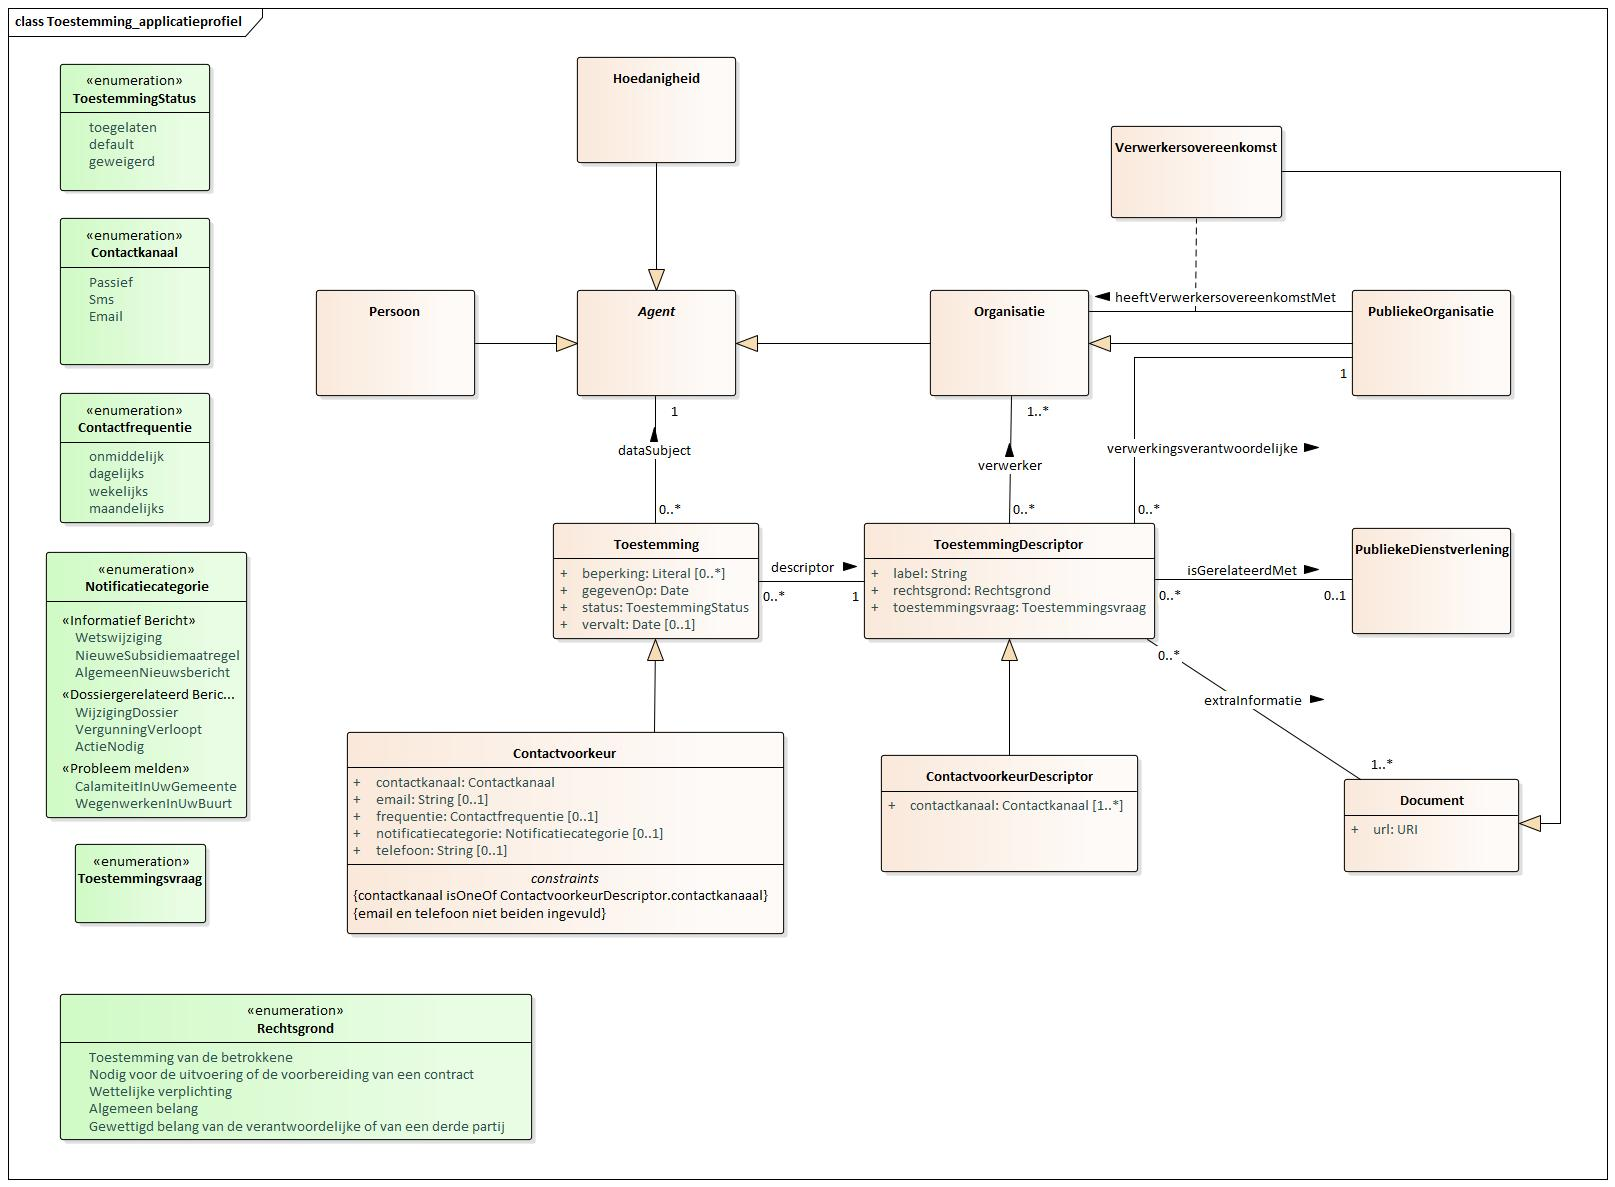 class Toestemming_applicatieprofiel
«enumeration»
ToestemmingStatus
toegelaten
default
geweigerd
«enumeration»
Contactkanaal
Passief
Sms
Email
«enumeration»
Contactfrequentie
onmiddelijk
dagelijks
wekelijks
maandelijks
«enumeration»
Notificatiecategorie
«Informatief Bericht»
Wetswijziging
NieuweSubsidiemaatregel
AlgemeenNieuwsbericht
«Dossiergerelateerd Beric...
WijzigingDossier
VergunningVerloopt
ActieNodig
«Probleem melden»
CalamiteitInUwGemeente
WegenwerkenInUwBuurt
«enumeration»
Toestemmingsvraag
«enumeration»
Rechtsgrond
Toestemming van de betrokkene
Nodig voor de uitvoering of de voorbereiding van een contract
Wettelijke verplichting
Algemeen belang
Gewettigd belang van de verantwoordelijke of van een derde partij
Hoedanigheid
Verwerkersovereenkomst
Persoon
Agent
Organisatie
heeftVerwerkersovereenkomstMet
PubliekeOrganisatie
1
1
1..*
dataSubject
verwerker
verwerkingsverantwoordelijke
0..*
0..*
0..*
Toestemming
+ beperking: Literal [0..*]
+ gegevenOp: Date
+ status: ToestemmingStatus
+ vervalt: Date [0..1]
descriptor
0..*
1
ToestemmingDescriptor
+ label: String
+ rechtsgrond: Rechtsgrond
+ toestemmingsvraag: Toestemmingsvraag
isGerelateerdMet
0..*
0..1
PubliekeDienstverlening
0..*
extraInformatie
1..*
Contactvoorkeur
+ contactkanaal: Contactkanaal
+ email: String [0..1]
+ frequentie: Contactfrequentie [0..1]
+ notificatiecategorie: Notificatiecategorie [0..1]
+ telefoon: String [0..1]
constraints
{contactkanaal isOneOf ContactvoorkeurDescriptor.contactkanaaal}
{email en telefoon niet beiden ingevuld}
ContactvoorkeurDescriptor
+ contactkanaal: Contactkanaal [1..*]
Document
+ url: URI